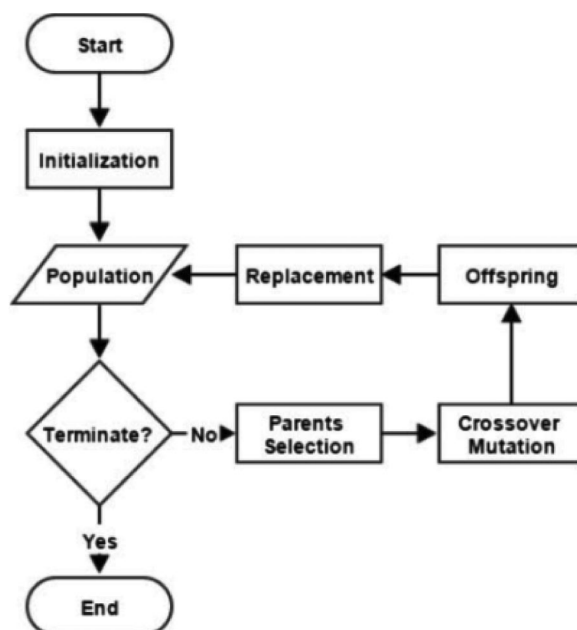 Start
Initialization
Population
Replacement
Offspring
Terminate?
No
Parents
Selection
Crossover
Mutation
Yes
End